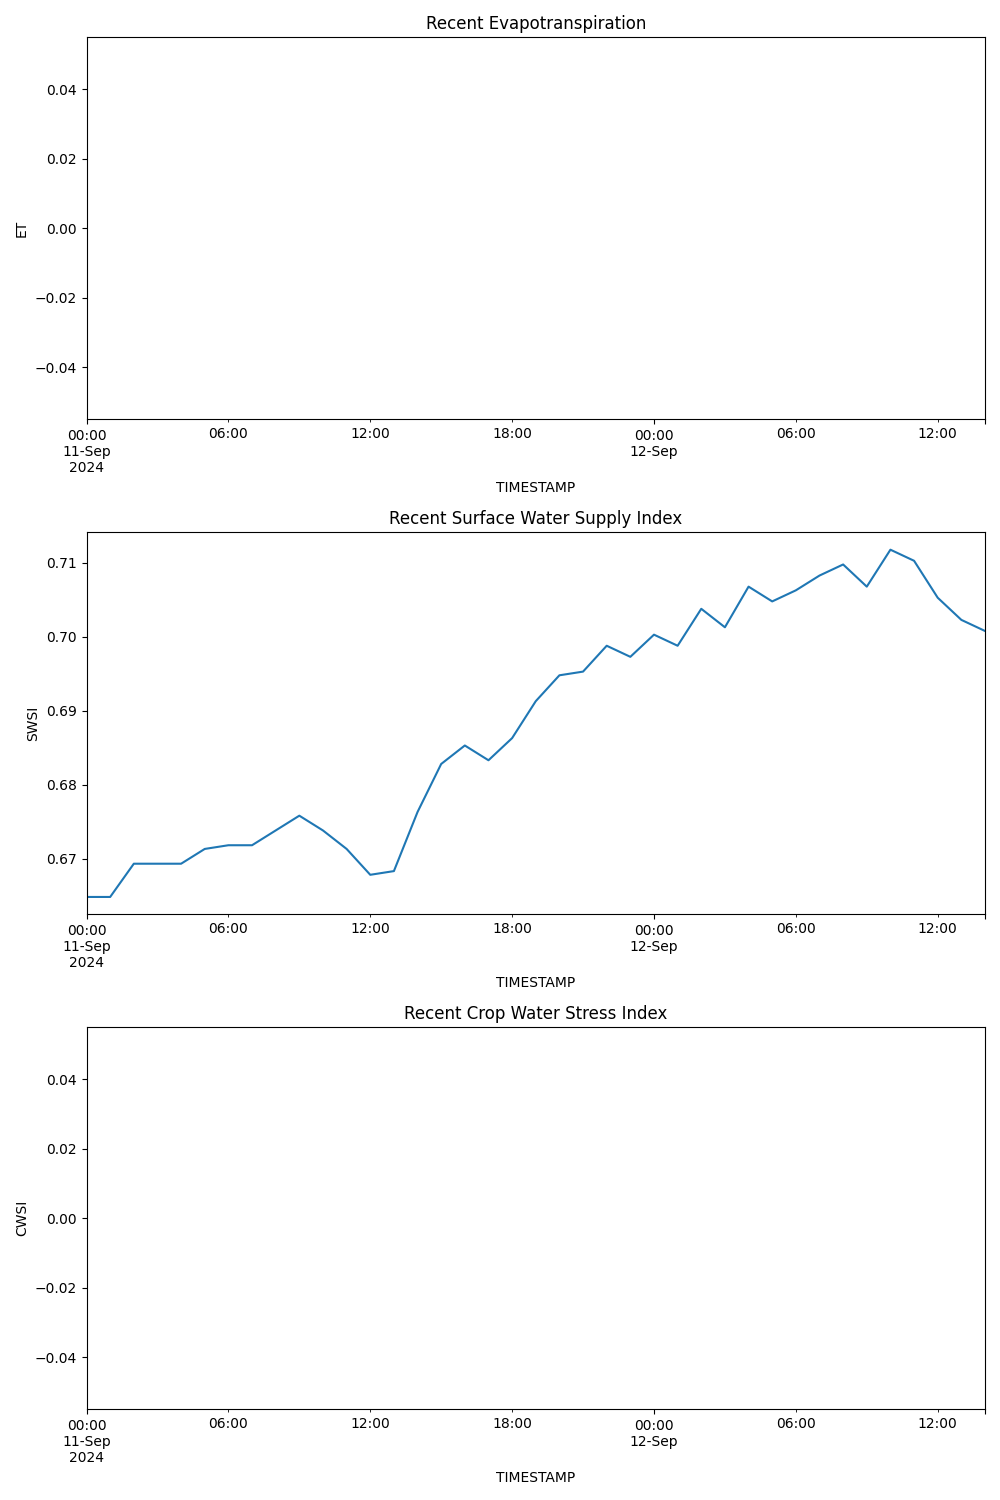 Recent Evapotranspiration
0.04
0.02
0.00
−0.02
−0.04
ET
00:00 06:00 12:00 18:00 00:00 06:00 12:00
11-Sep 12-Sep
2024
TIMESTAMP
Recent Surface Water Supply Index
0.71
0.70
0.69
0.68
0.67
SWSI
00:00 06:00 12:00 18:00 00:00 06:00 12:00
11-Sep 12-Sep
2024
TIMESTAMP
Recent Crop Water Stress Index
0.04
0.02
0.00
−0.02
−0.04
CWSI
00:00 06:00 12:00 18:00 00:00 06:00 12:00
11-Sep 12-Sep
2024
TIMESTAMP